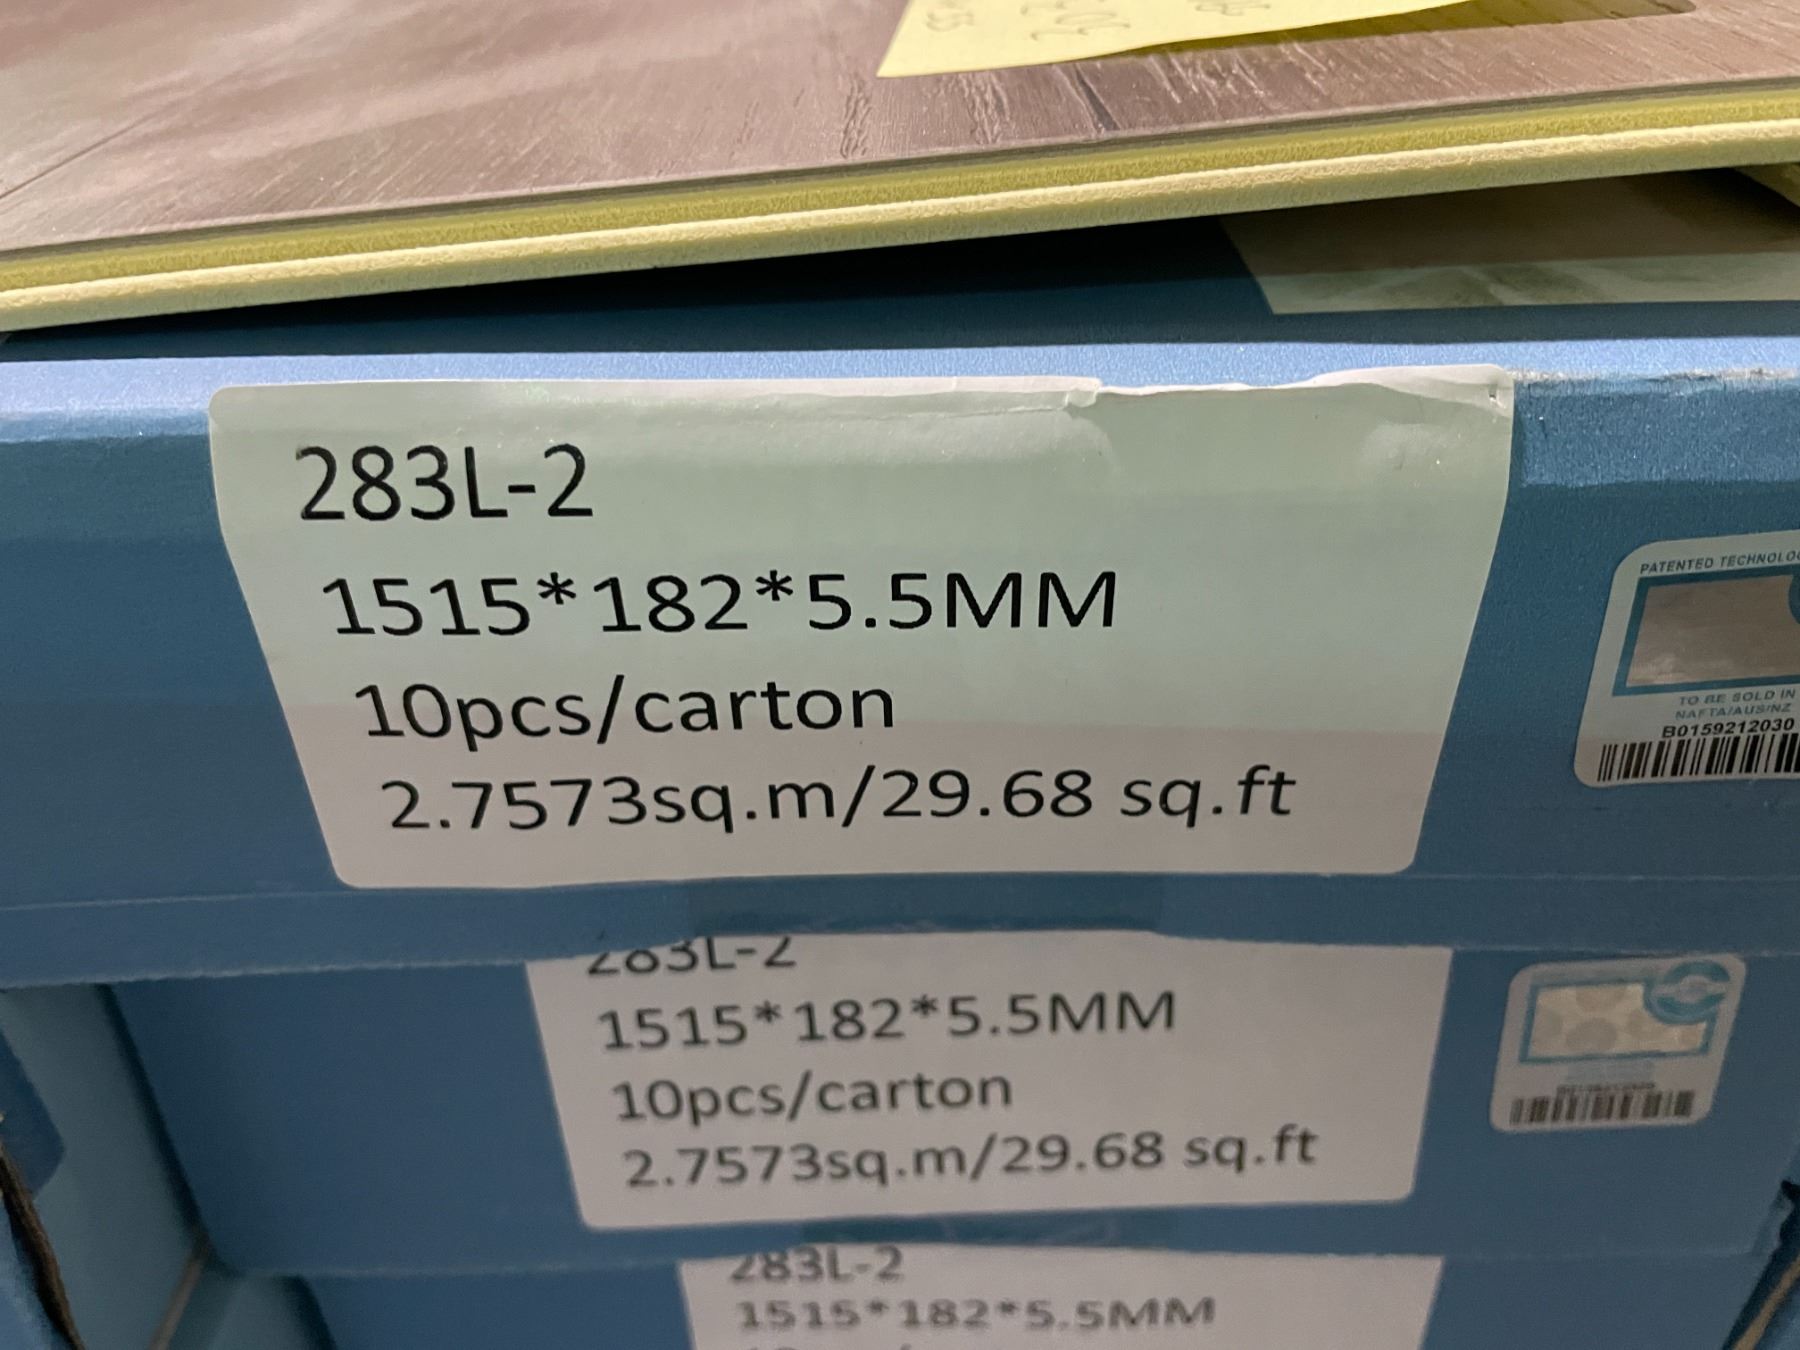 283L-2
1515*182*5.5MM
10pcs/carton
2.7573sq.m/29.68 sq.ft
PATENTED TECHNOLO
TO BE SOLD IN
NAFTA/AUS/NZ
B0159212030
283L-2
1515*182*5.5MM
10pcs/carton
2.7573sq.m/29.68 sq.ft
283L-2
1515*182*5.5MM